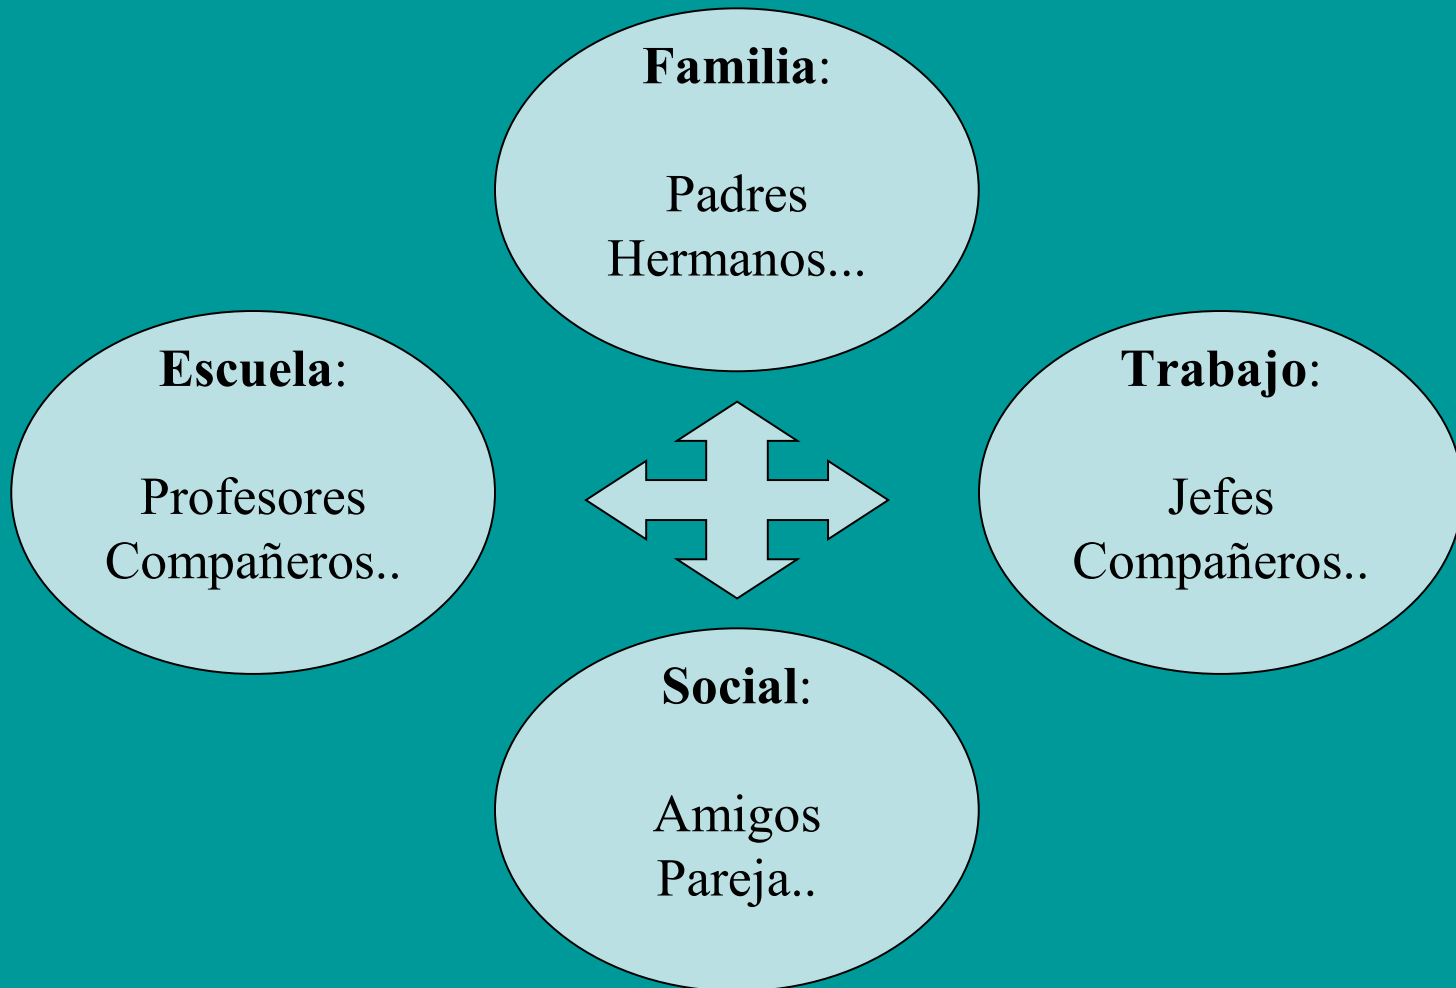 Familia:
Padres
Hermanos...
Escuela:
Profesores
Compañeros..
Trabajo:
Jefes
Compañeros..
Social:
Amigos
Pareja..